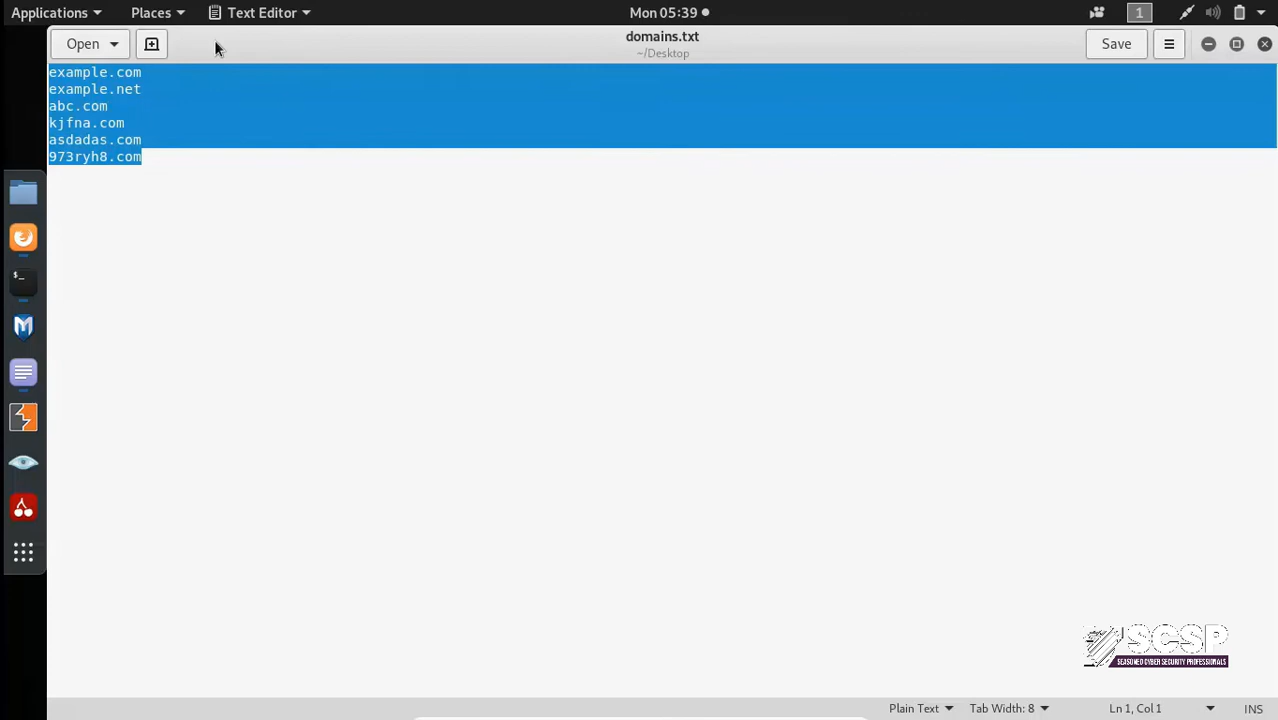 Applications Places Text Editor Mon 05:39 1
Open domains.txt Save
~/Desktop
example.com
example.net
abc.com
kjfna.com
asdadas.com
973ryh8.com
$_
SCSP
SEASONED CYBER SECURITY PROFESSIONALS
Plain Text Tab Width: 8 Ln 1, Col 1 INS